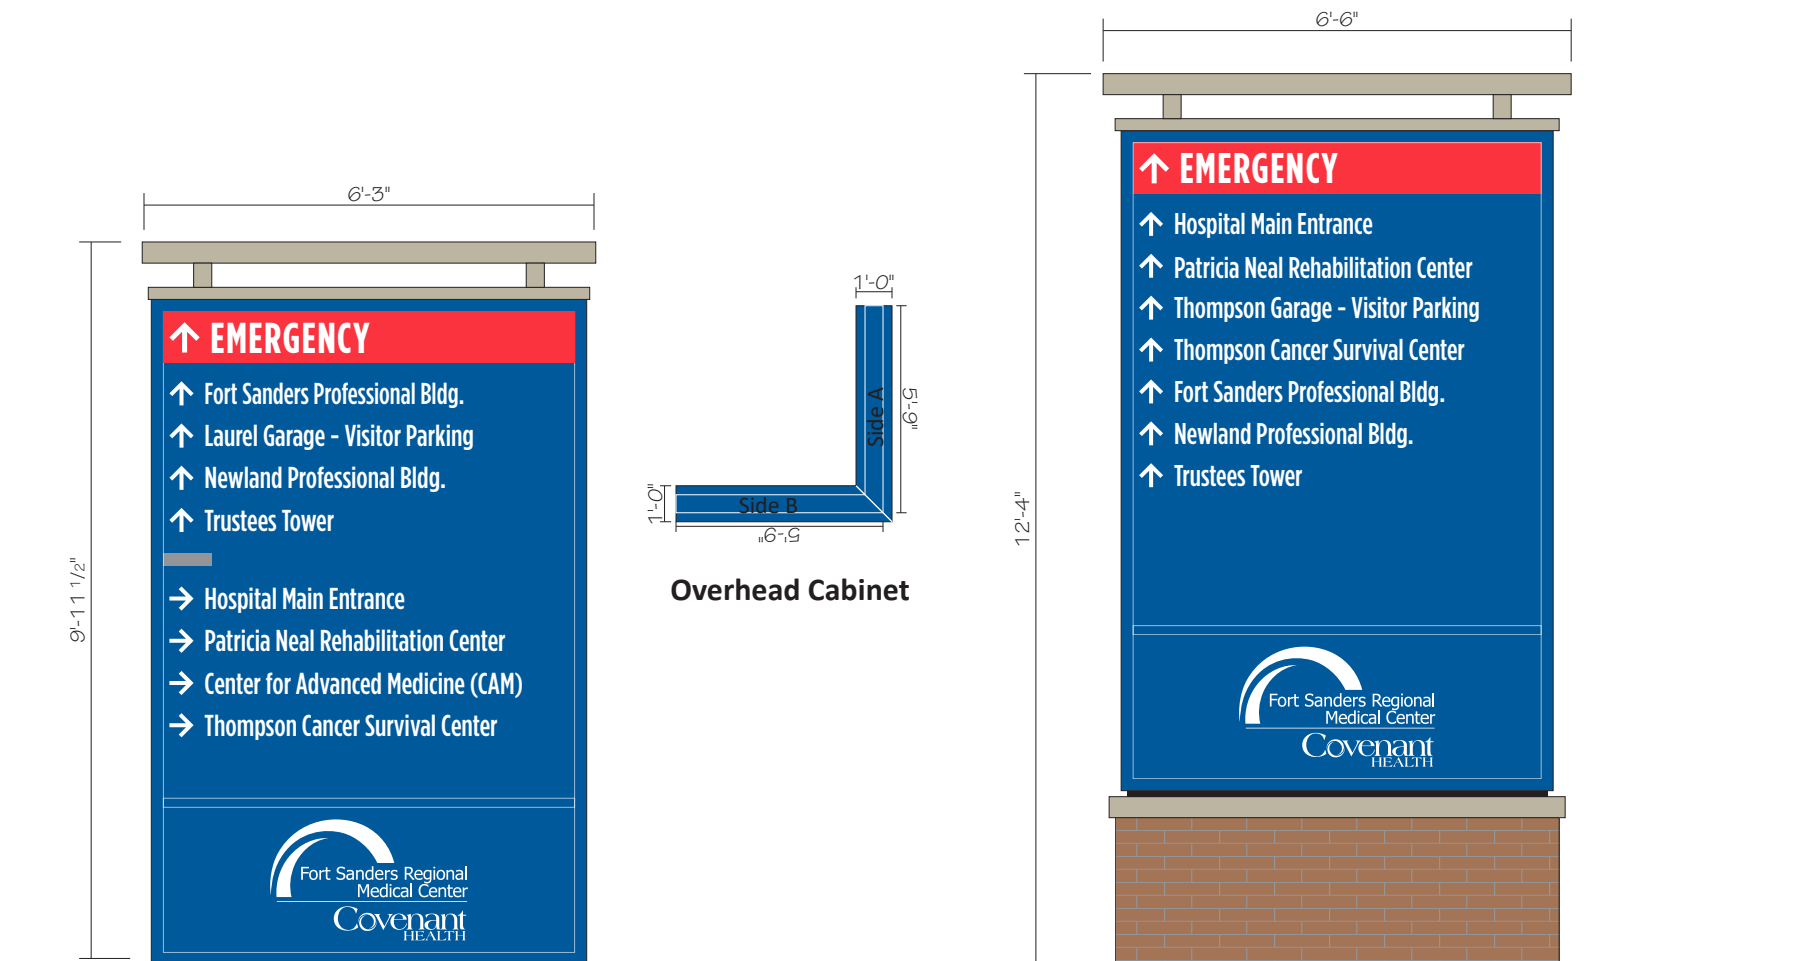 6'-3"
9'-11 1/2"
↑ EMERGENCY
↑ Fort Sanders Professional Bldg.
↑ Laurel Garage - Visitor Parking
↑ Newland Professional Bldg.
↑ Trustees Tower
→ Hospital Main Entrance
→ Patricia Neal Rehabilitation Center
→ Center for Advanced Medicine (CAM)
→ Thompson Cancer Survival Center
Fort Sanders Regional
Medical Center
Covenant
HEALTH
1'-0"
Side A
5'-9"
1'-0"
Side B
5'-9"
Overhead Cabinet
6'-6"
12'-4"
↑ EMERGENCY
↑ Hospital Main Entrance
↑ Patricia Neal Rehabilitation Center
↑ Thompson Garage - Visitor Parking
↑ Thompson Cancer Survival Center
↑ Fort Sanders Professional Bldg.
↑ Newland Professional Bldg.
↑ Trustees Tower
Fort Sanders Regional
Medical Center
Covenant
HEALTH